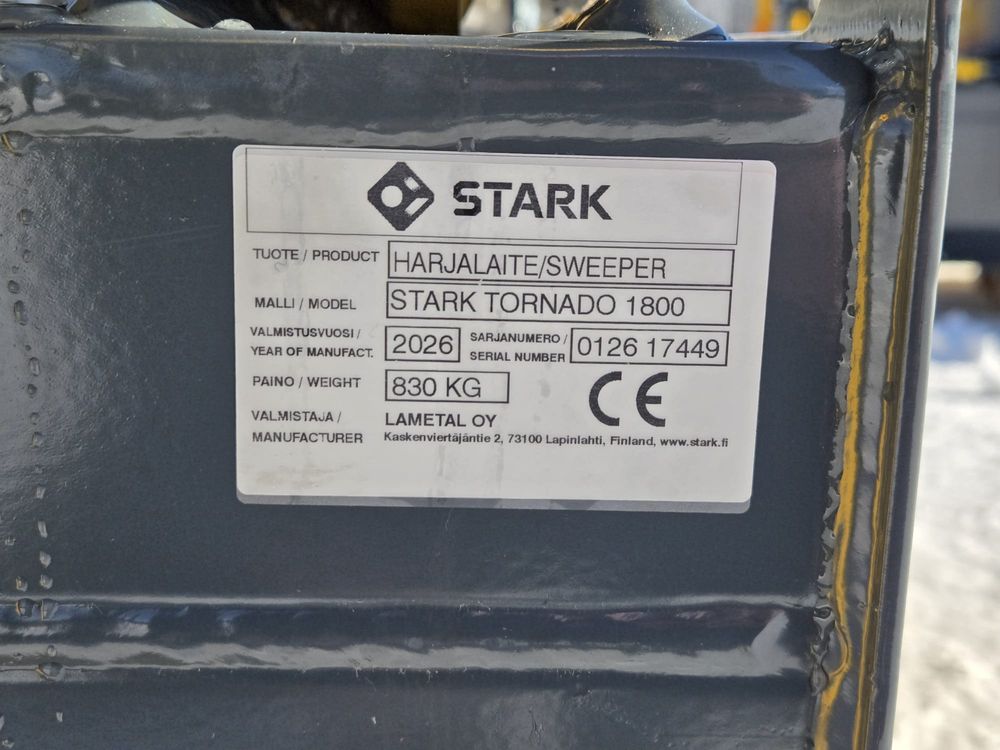 STARK
TUOTE / PRODUCT HARJALAITE/SWEEPER
MALLI / MODEL STARK TORNADO 1800
VALMISTUSVUOSI /
YEAR OF MANUFACT. 2026 SARJANUMERO /
SERIAL NUMBER 0126 17449
PAINO / WEIGHT 830 KG
CE
VALMISTAJA /
MANUFACTURER LAMETAL OY
Kaskenviertäjäntie 2, 73100 Lapinlahti, Finland, www.stark.fi